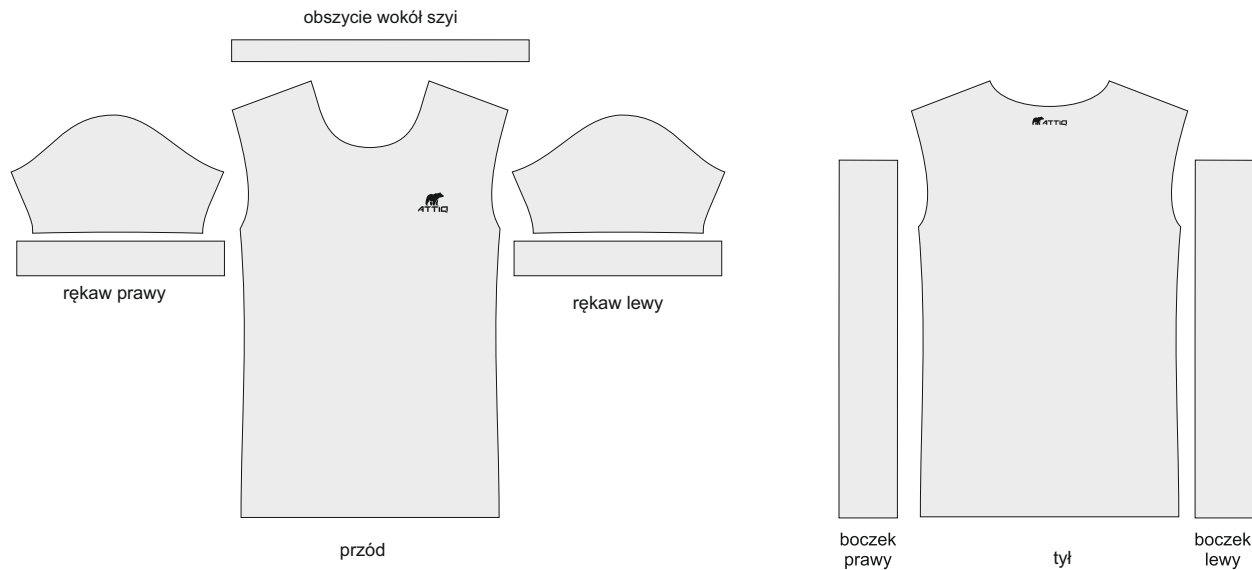 obszycie wokół szyi
ATTIQ
ATTIQ
rękaw prawy
rękaw lewy
przód
boczek
prawy
tył
boczek
lewy